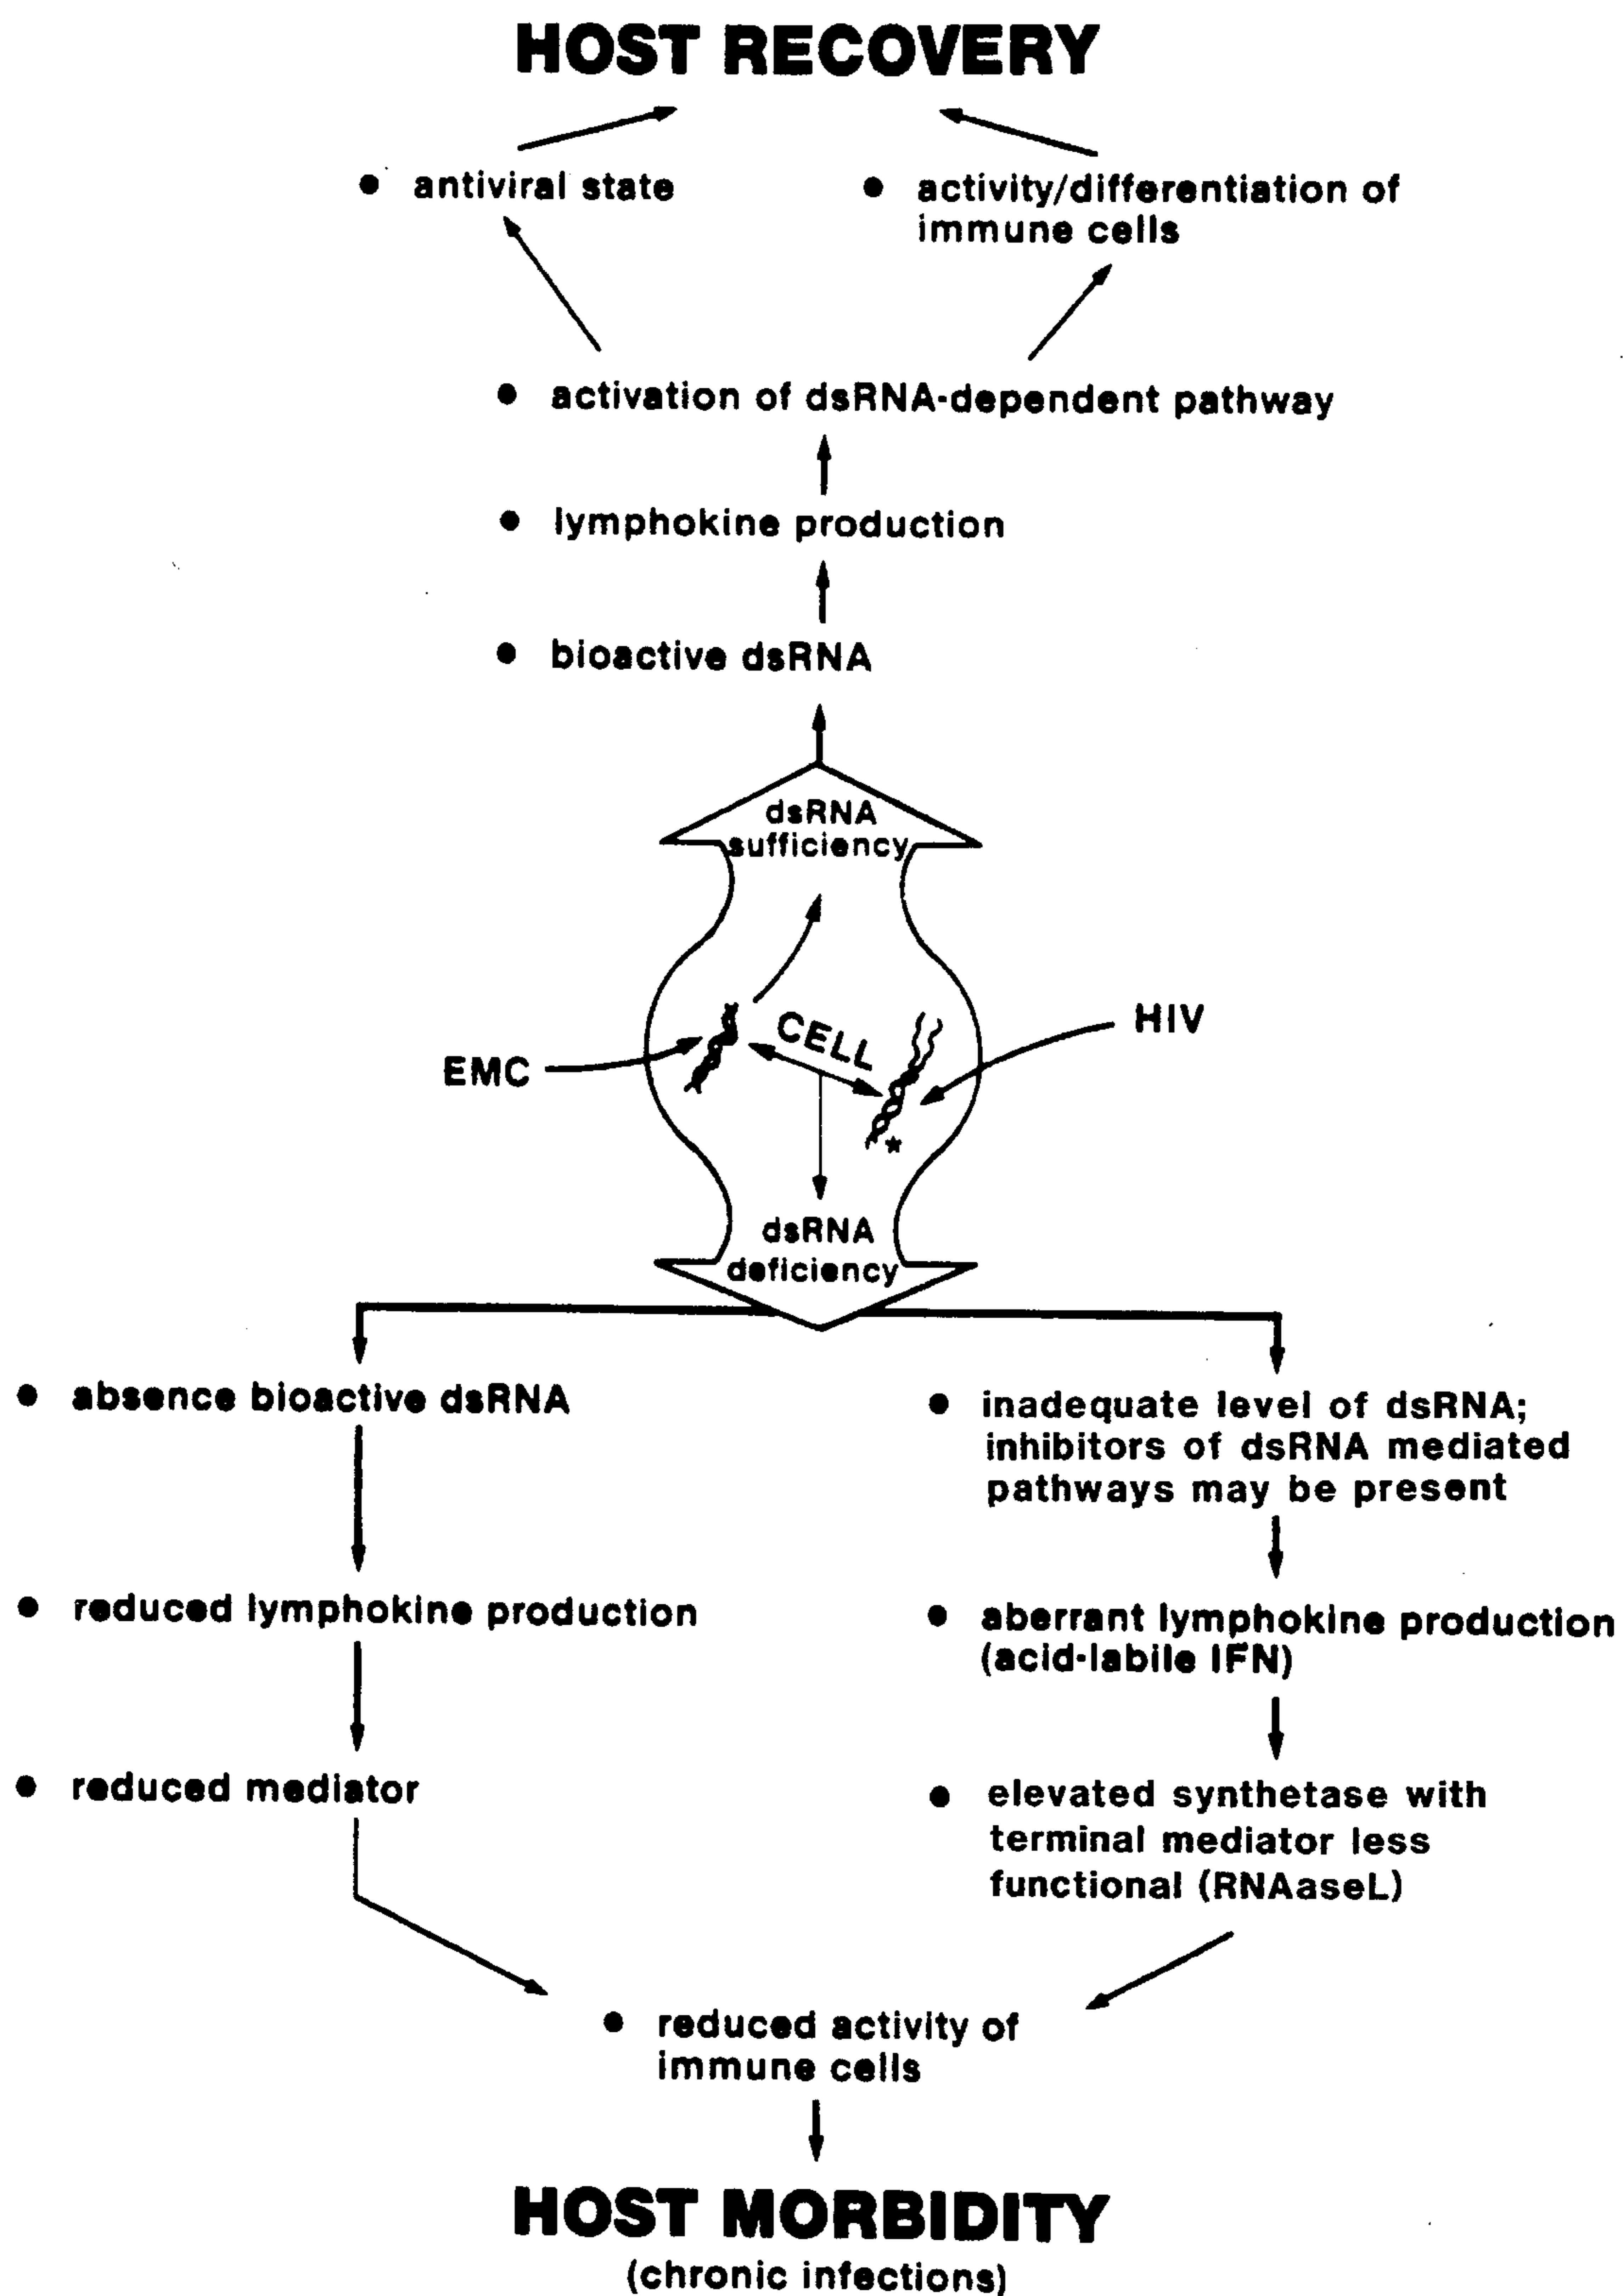 HOST RECOVERY
• antiviral state
• activity/differentiation of
immune cells
• activation of dsRNA-dependent pathway
• lymphokine production
• bioactive dsRNA
dsRNA
sufficiency
CELL
HIV
EMC
*
dsRNA
deficiency
• absence bioactive dsRNA
• inadequate level of dsRNA;
inhibitors of dsRNA mediated
pathways may be present
• reduced lymphokine production
• aberrant lymphokine production
(acid-labile IFN)
• reduced mediator
• elevated synthetase with
terminal mediator less
functional (RNAaseL)
• reduced activity of
immune cells
HOST MORBIDITY
(chronic infections)